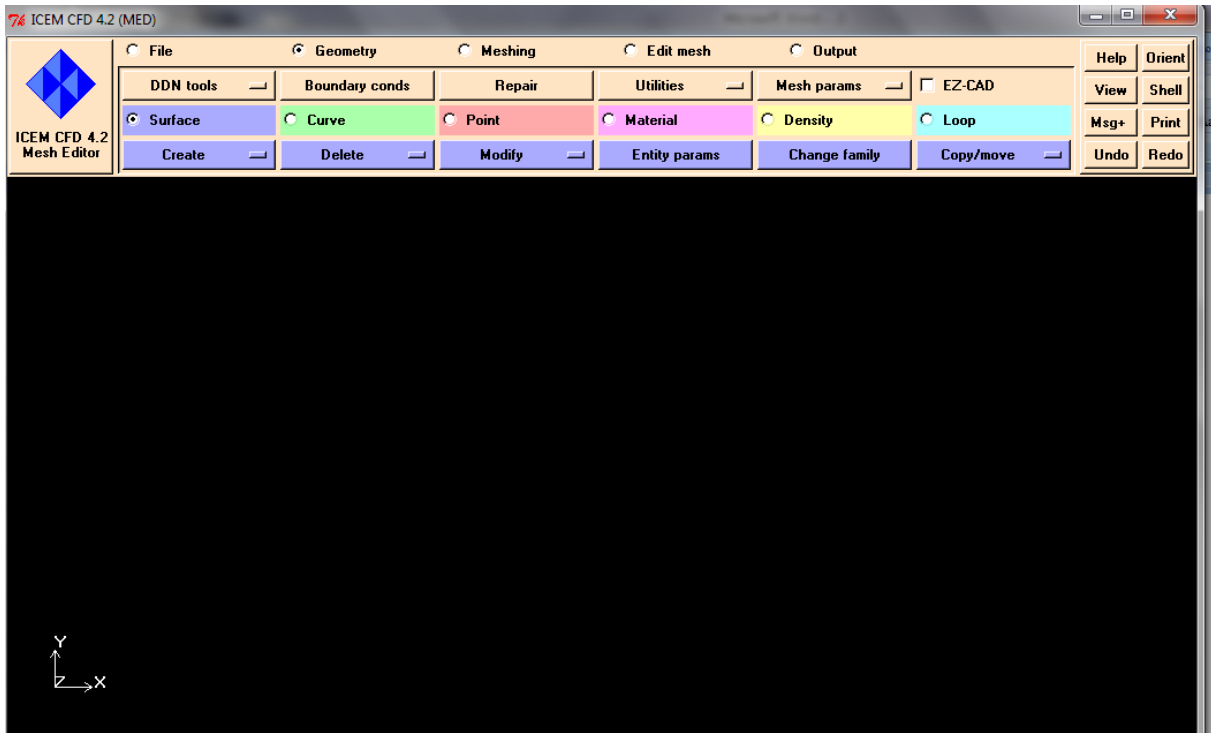 7% ICEM CFD 4.2 (MED)
File Geometry Meshing Edit mesh Output
DDN tools Boundary conds Repair Utilities Mesh params EZ-CAD
Surface Curve Point Material Density Loop
Create Delete Modify Entity params Change family Copy/move
ICEM CFD 4.2
Mesh Editor
Help Orient
View Shell
Msg+ Print
Undo Redo
Y
Z X